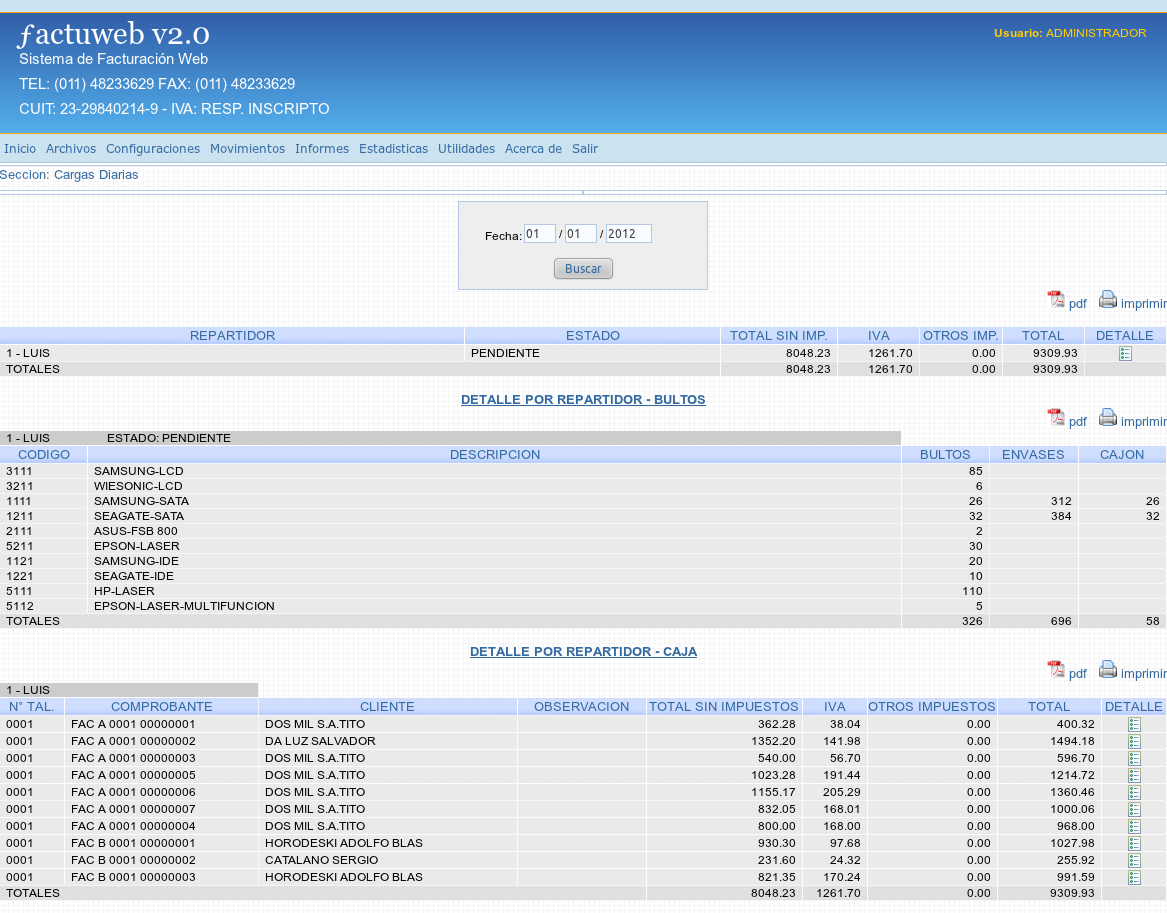 ƒactuweb v2.0
Usuario: ADMINISTRADOR
Sistema de Facturación Web
TEL: (011) 48233629 FAX: (011) 48233629
CUIT: 23-29840214-9 - IVA: RESP. INSCRIPTO
Inicio Archivos Configuraciones Movimientos Informes Estadisticas Utilidades Acerca de Salir
Seccion: Cargas Diarias
Fecha: 01 / 01 / 2012
Buscar
pdf imprimir
REPARTIDOR ESTADO TOTAL SIN IMP. IVA OTROS IMP. TOTAL DETALLE
1 - LUIS PENDIENTE 8048.23 1261.70 0.00 9309.93
TOTALES 8048.23 1261.70 0.00 9309.93
DETALLE POR REPARTIDOR - BULTOS
pdf imprimir
1 - LUIS ESTADO: PENDIENTE
CODIGO DESCRIPCION BULTOS ENVASES CAJON
3111 SAMSUNG-LCD 85
3211 WIESONIC-LCD 6
1111 SAMSUNG-SATA 26 312 26
1211 SEAGATE-SATA 32 384 32
2111 ASUS-FSB 800 2
5211 EPSON-LASER 30
1121 SAMSUNG-IDE 20
1221 SEAGATE-IDE 10
5111 HP-LASER 110
5112 EPSON-LASER-MULTIFUNCION 5
TOTALES 326 696 58
DETALLE POR REPARTIDOR - CAJA
pdf imprimir
1 - LUIS
N° TAL. COMPROBANTE CLIENTE OBSERVACION TOTAL SIN IMPUESTOS IVA OTROS IMPUESTOS TOTAL DETALLE
0001 FAC A 0001 00000001 DOS MIL S.A.TITO 362.28 38.04 0.00 400.32
0001 FAC A 0001 00000002 DA LUZ SALVADOR 1352.20 141.98 0.00 1494.18
0001 FAC A 0001 00000003 DOS MIL S.A.TITO 540.00 56.70 0.00 596.70
0001 FAC A 0001 00000005 DOS MIL S.A.TITO 1023.28 191.44 0.00 1214.72
0001 FAC A 0001 00000006 DOS MIL S.A.TITO 1155.17 205.29 0.00 1360.46
0001 FAC A 0001 00000007 DOS MIL S.A.TITO 832.05 168.01 0.00 1000.06
0001 FAC A 0001 00000004 DOS MIL S.A.TITO 800.00 168.00 0.00 968.00
0001 FAC B 0001 00000001 HORODESKI ADOLFO BLAS 930.30 97.68 0.00 1027.98
0001 FAC B 0001 00000002 CATALANO SERGIO 231.60 24.32 0.00 255.92
0001 FAC B 0001 00000003 HORODESKI ADOLFO BLAS 821.35 170.24 0.00 991.59
TOTALES 8048.23 1261.70 0.00 9309.93